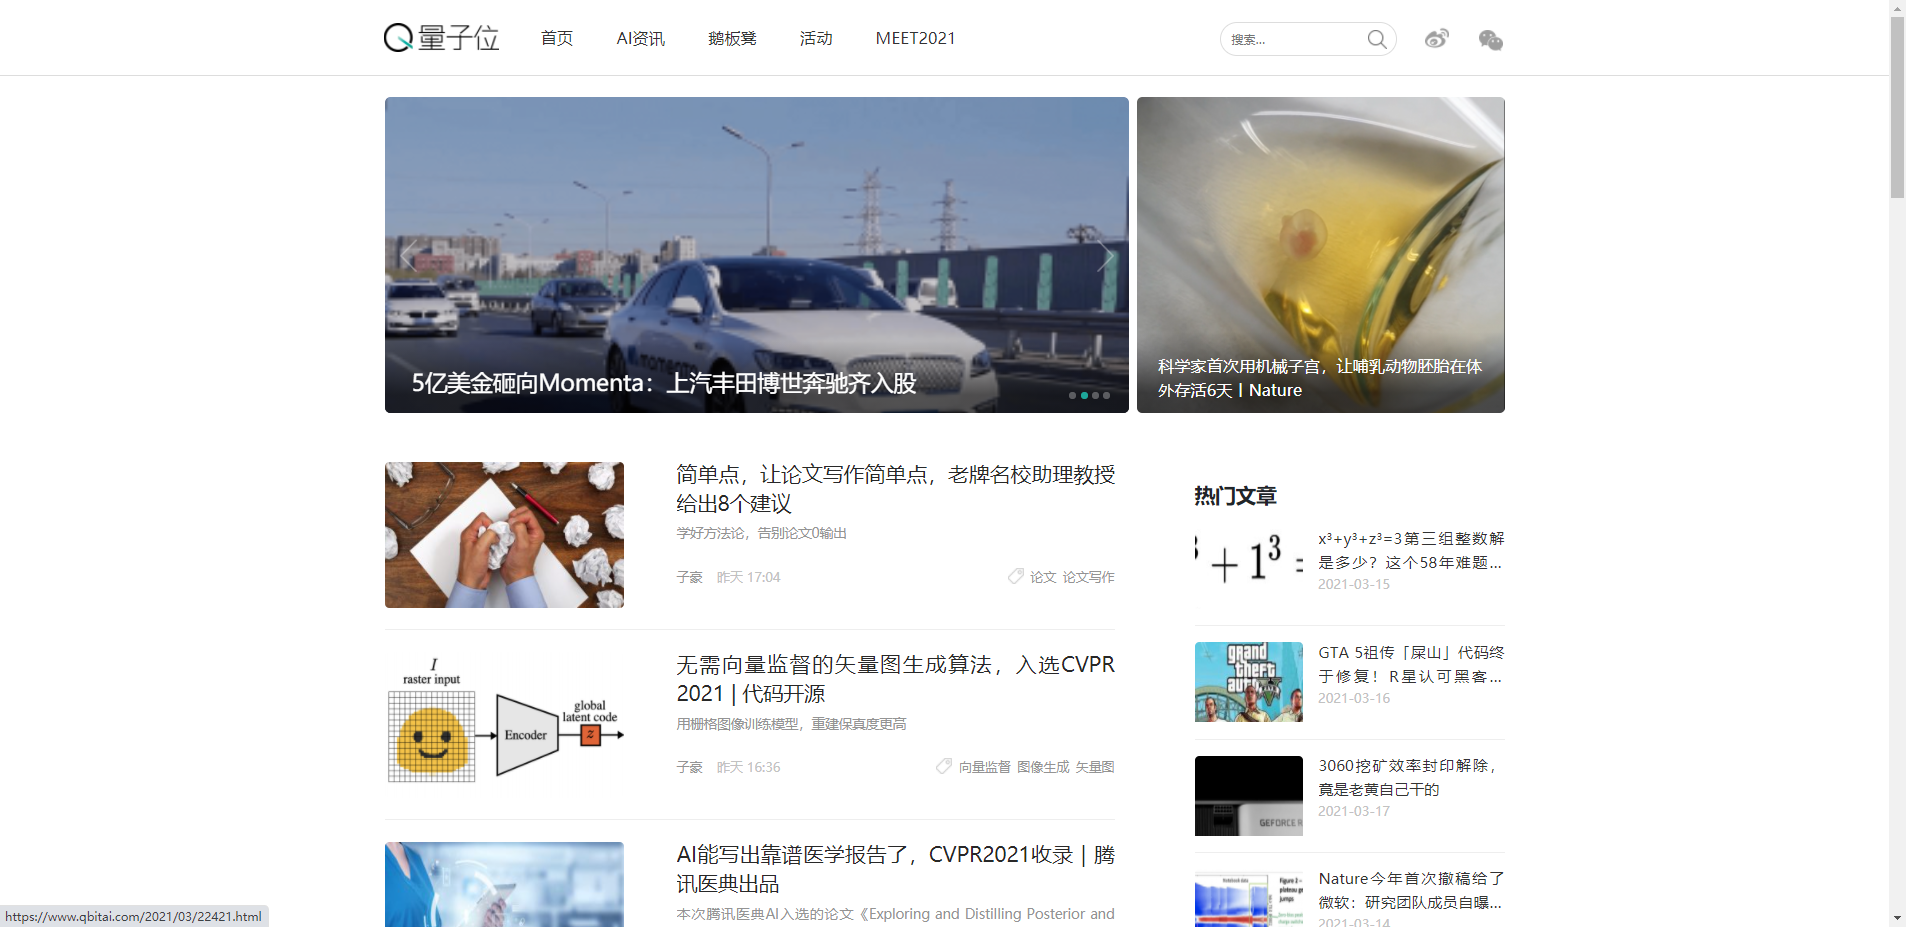 量子位
首页
AI资讯
鹅板凳
活动
MEET2021
搜索...
5亿美金砸向Momenta：上汽丰田博世奔驰齐入股
科学家首次用机械子宫，让哺乳动物胚胎在体
外存活6天丨Nature
简单点，让论文写作简单点，老牌名校助理教授
给出8个建议
学好方法论，告别论文0输出
子豪 昨天 17:04
论文 论文写作
I
raster input
Encoder
global
latent code
z
无需向量监督的矢量图生成算法，入选CVPR
2021 | 代码开源
用栅格图像训练模型，重建保真度更高
子豪 昨天 16:36
向量监督 图像生成 矢量图
AI能写出靠谱医学报告了，CVPR2021收录 | 腾
讯医典出品
本次腾讯医典AI入选的论文《Exploring and Distilling Posterior and
热门文章
³ + 1³ =
x³+y³+z³=3第三组整数解
是多少？这个58年难题...
2021-03-15
grand
theft
auto
GTA 5祖传「屎山」代码终
于修复！R星认可黑客...
2021-03-16
GEFORCE R
3060挖矿效率封印解除，
竟是老黄自己干的
2021-03-17
Nature今年首次撤稿给了
微软：研究团队成员自曝...
2021-03-14
https://www.qbitai.com/2021/03/22421.html